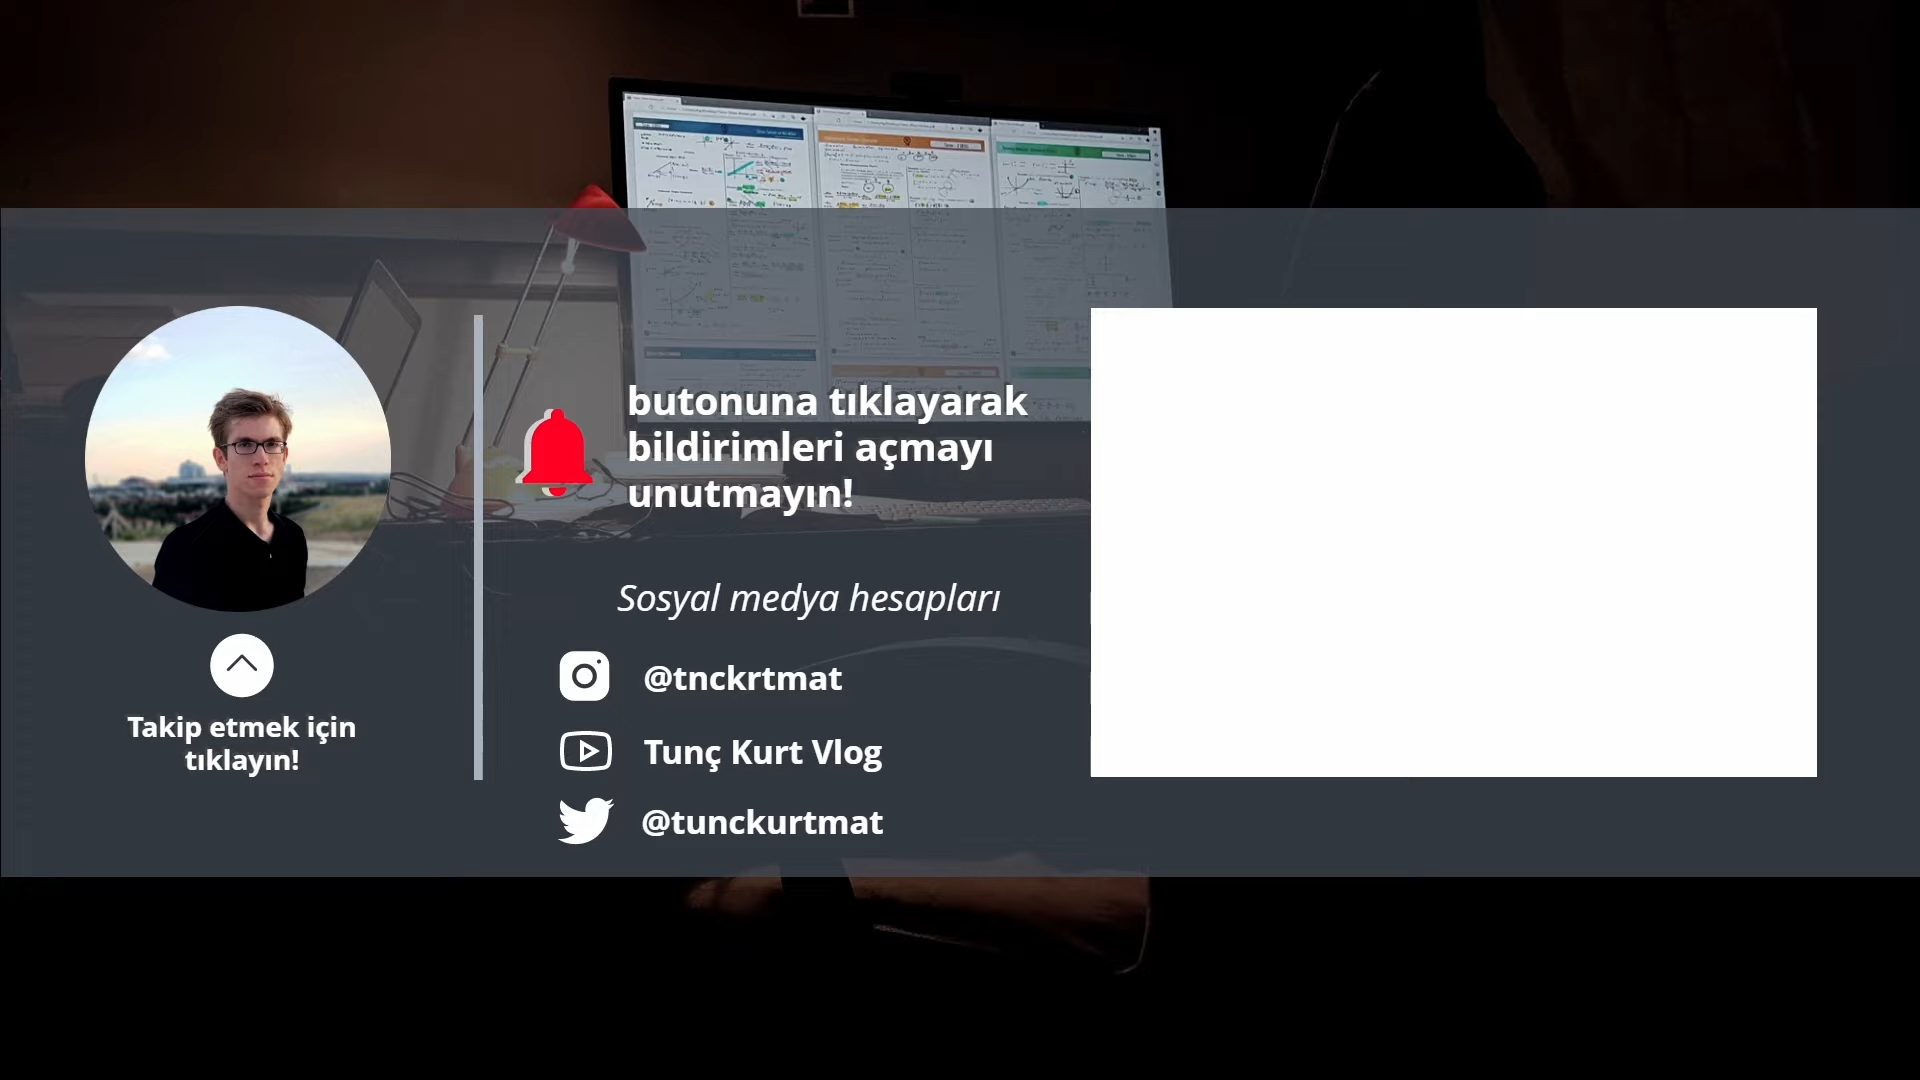 butonuna tıklayarak
bildirimleri açmayı
unutmayın!
Sosyal medya hesapları
@tnckrtmat
Tunç Kurt Vlog
@tunckurtmat
Takip etmek için
tıklayın!